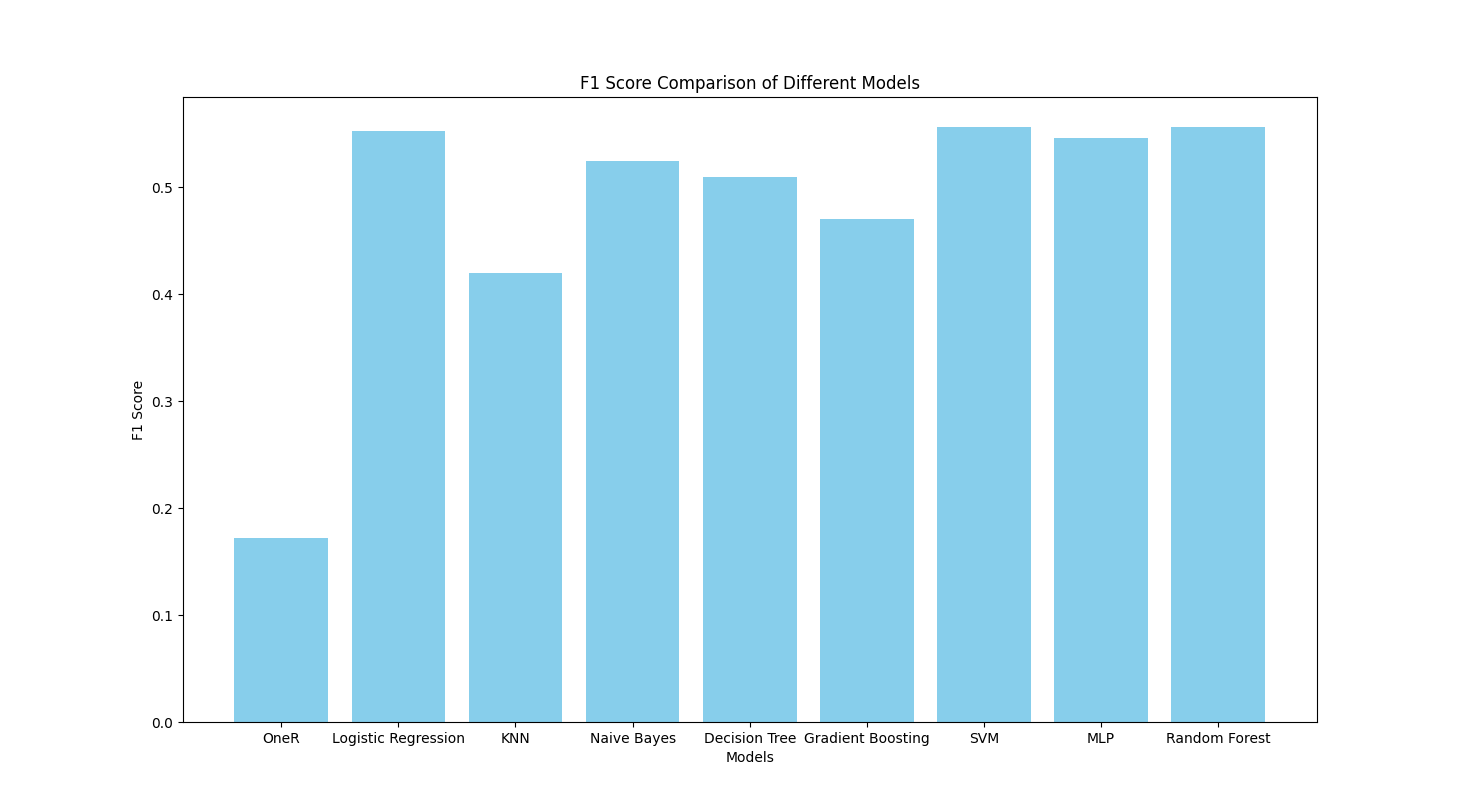 F1 Score Comparison of Different Models
F1 Score
0.5
0.4
0.3
0.2
0.1
0.0
OneR Logistic Regression KNN Naive Bayes Decision Tree Gradient Boosting SVM MLP Random Forest
Models